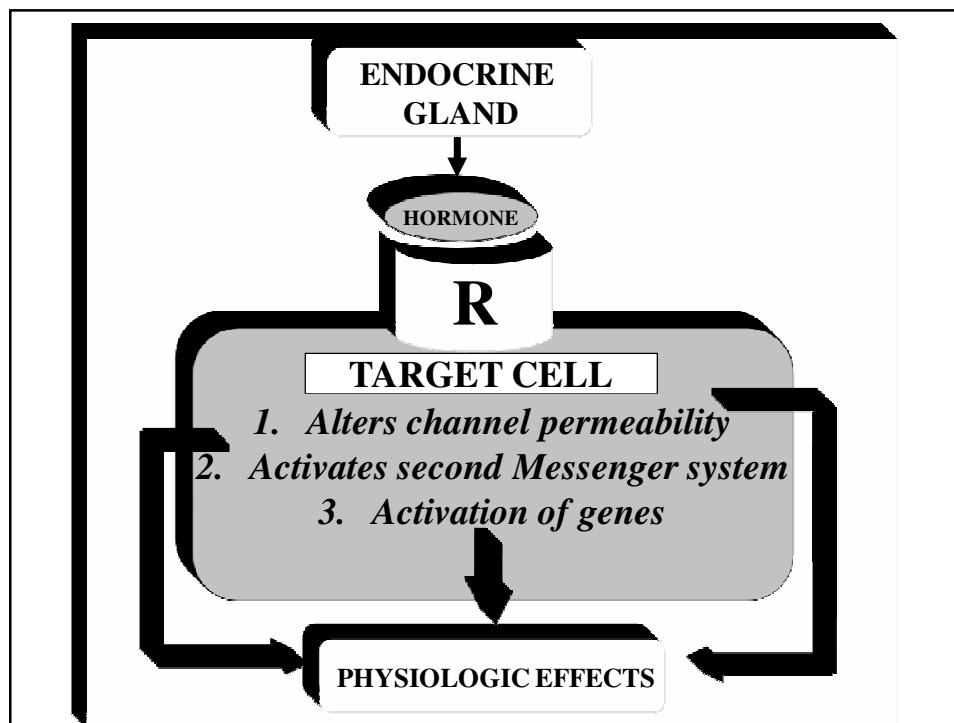 ENDOCRINE
GLAND
HORMONE
R
TARGET CELL
1. Alters channel permeability
2. Activates second Messenger system
3. Activation of genes
PHYSIOLOGIC EFFECTS